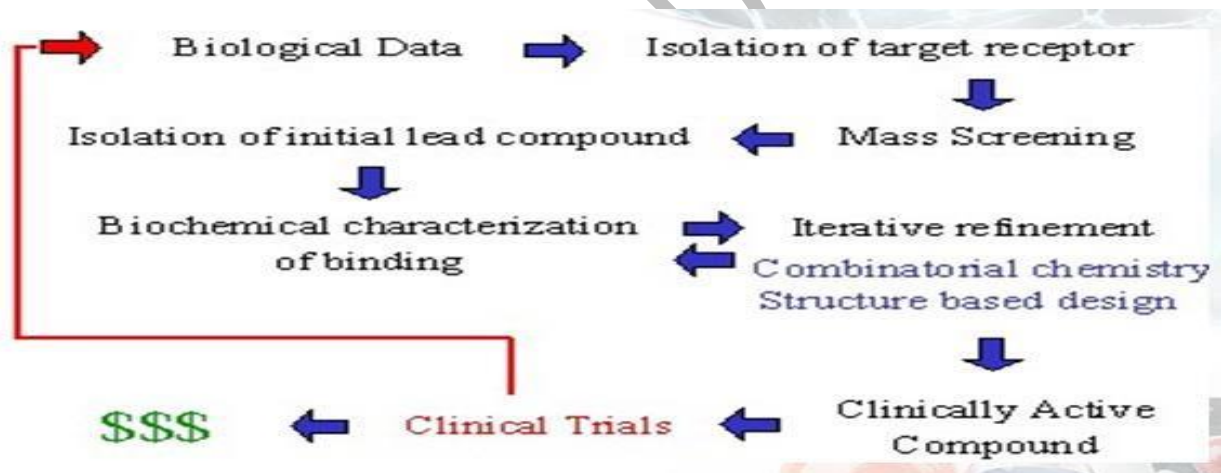 Biological Data
Isolation of target receptor
Isolation of initial lead compound
Mass Screening
Biochemical characterization
of binding
Iterative refinement
Combinatorial chemistry
Structure based design
$$$
Clinical Trials
Clinically Active
Compound